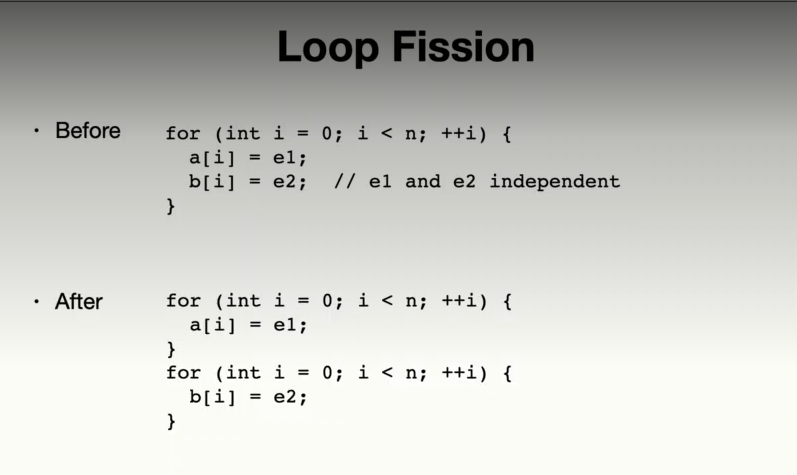 Loop Fission
· Before
for (int i = 0; i < n; ++i) {
  a[i] = e1;
  b[i] = e2;  // e1 and e2 independent
}
· After
for (int i = 0; i < n; ++i) {
  a[i] = e1;
}
for (int i = 0; i < n; ++i) {
  b[i] = e2;
}